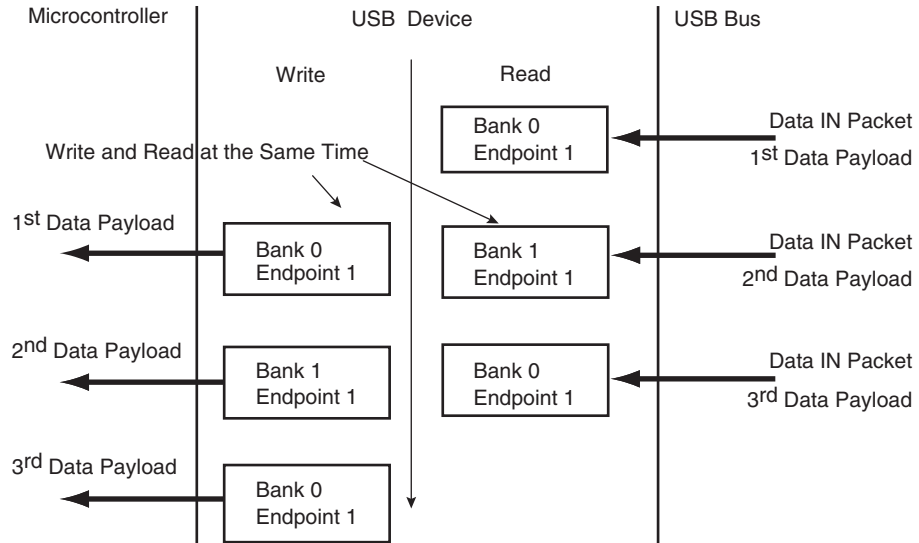 Microcontroller
USB Device
USB Bus
Write
Read
Bank 0
Endpoint 1
Data IN Packet
1st Data Payload
Write and Read at the Same Time
1st Data Payload
Bank 0
Endpoint 1
Bank 1
Endpoint 1
Data IN Packet
2nd Data Payload
2nd Data Payload
Bank 1
Endpoint 1
Bank 0
Endpoint 1
Data IN Packet
3rd Data Payload
3rd Data Payload
Bank 0
Endpoint 1